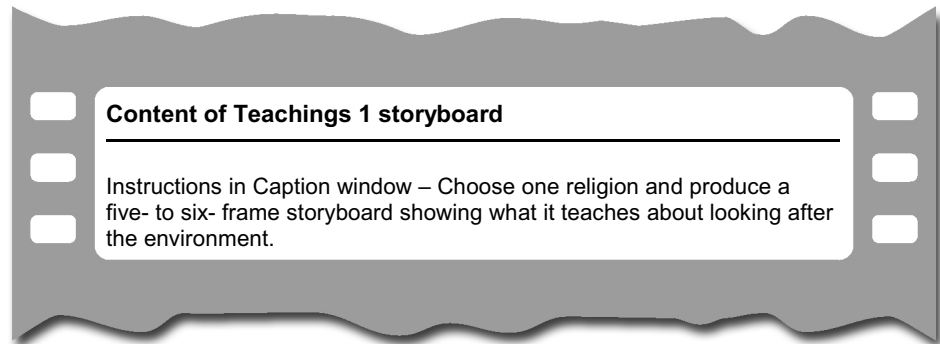 Content of Teachings 1 storyboard
Instructions in Caption window – Choose one religion and produce a
five- to six- frame storyboard showing what it teaches about looking after
the environment.